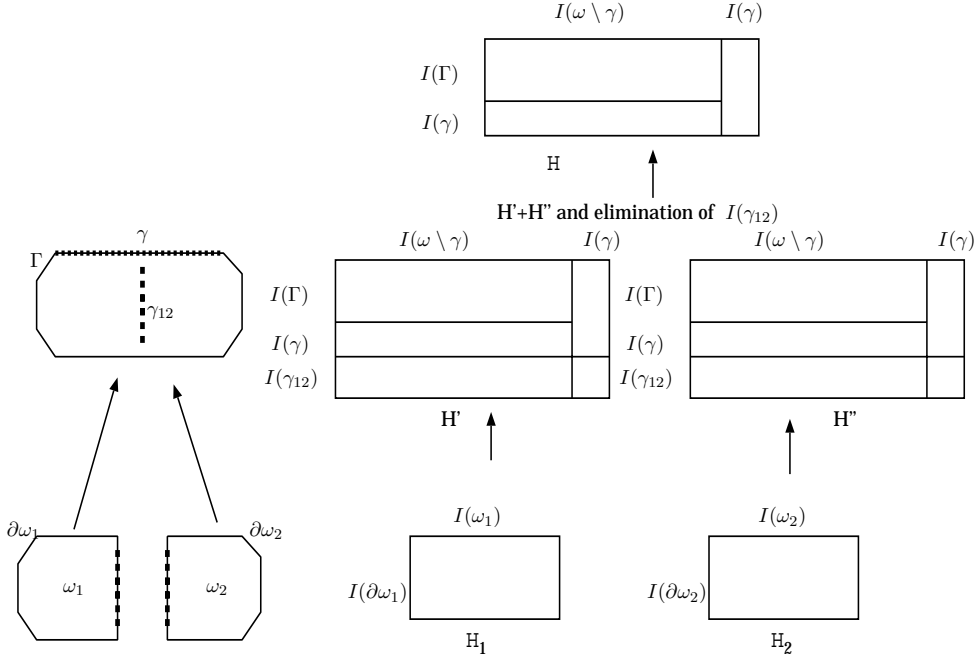 I(ω \ γ) I(γ)
I(Γ)
I(γ)
H
H'+H" and elimination of I(γ₁₂)
γ
Γ
γ₁₂
I(ω \ γ) I(γ) I(ω \ γ) I(γ)
I(Γ) I(Γ)
I(γ) I(γ)
I(γ₁₂) I(γ₁₂)
H' H"
∂ω₁ ∂ω₂ I(ω₁) I(ω₂)
ω₁ ω₂ I(∂ω₁) I(∂ω₂)
H₁ H₂